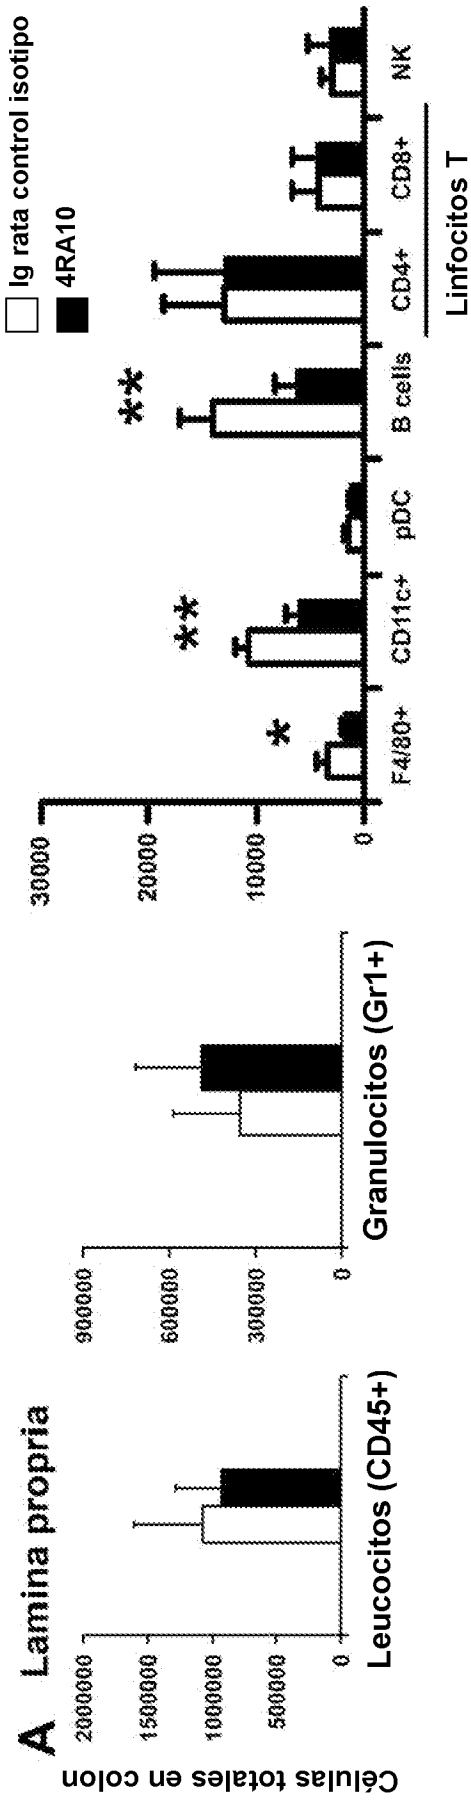 A Lamina propria
Células totales en colon
2000000
1500000
1000000
500000
0
Leucocitos (CD45+)
900000
600000
300000
0
Granulocitos (Gr1+)
Ig rata control isotipo
4RA10
30000
20000
10000
0
*
**
**
F4/80+ CD11c+ pDC B cells CD4+ CD8+ NK
Linfocitos T